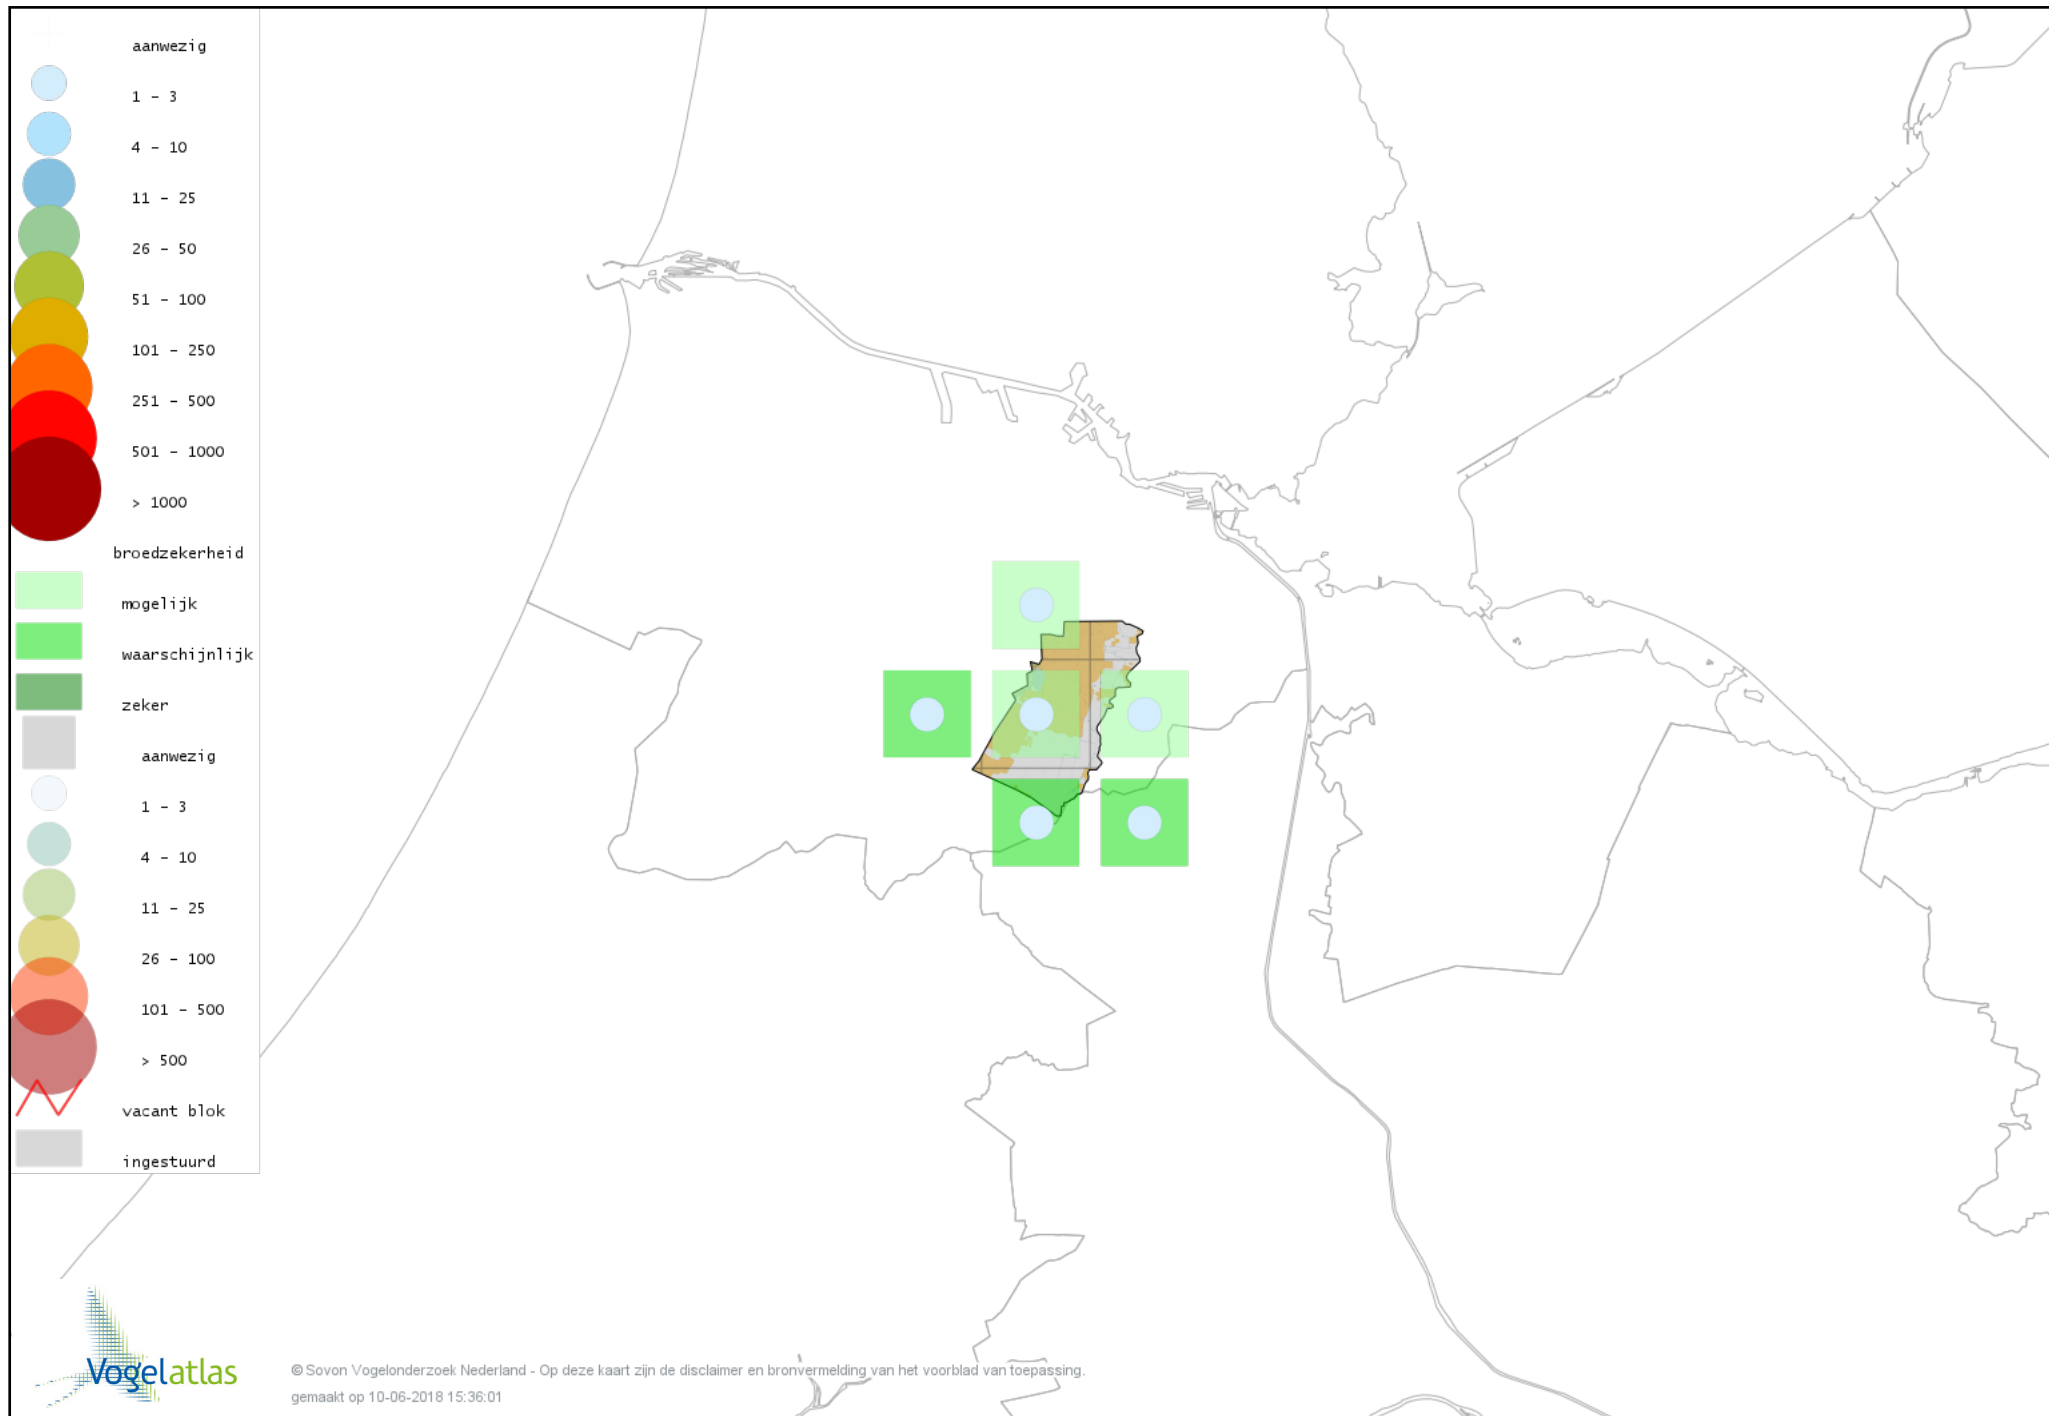 aanwezig
1 - 3
4 - 10
11 - 25
26 - 50
51 - 100
101 - 250
251 - 500
501 - 1000
> 1000
broedzekerheid
mogelijk
waarschijnlijk
zeker
aanwezig
1 - 3
4 - 10
11 - 25
26 - 100
101 - 500
> 500
vacant blok
ingestuurd
Vogelatlas
© Sovon Vogelonderzoek Nederland - Op deze kaart zijn de disclaimer en bronvermelding van het voorblad van toepassing.
gemaakt op 10-06-2018 15:36:01